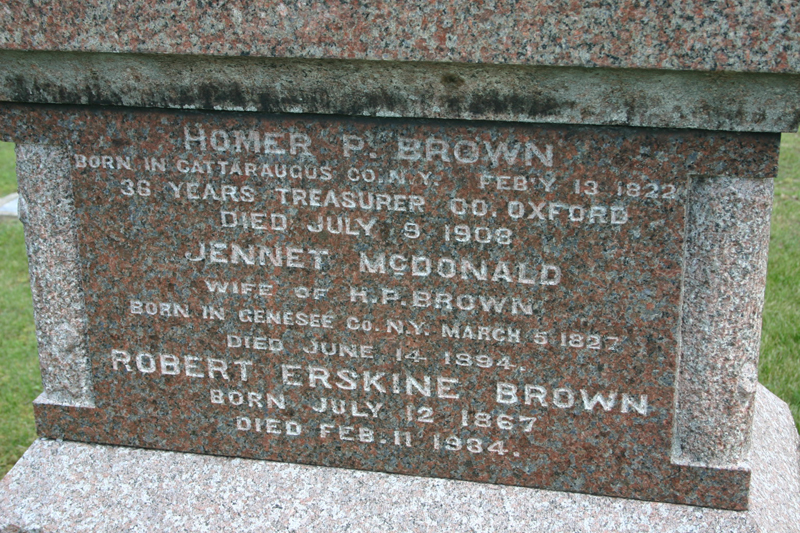 HOMER P. BROWN
BORN IN CATTARAUGUS CO. N.Y. FEB'Y 13 1822
36 YEARS TREASURER CO. OXFORD
DIED JULY 9 1908
JENNET McDONALD
WIFE OF H.P. BROWN
BORN IN GENESEE CO. N.Y. MARCH 5 1827
DIED JUNE 14 1894.
ROBERT ERSKINE BROWN
BORN JULY 12 1867
DIED FEB. 11 1934.